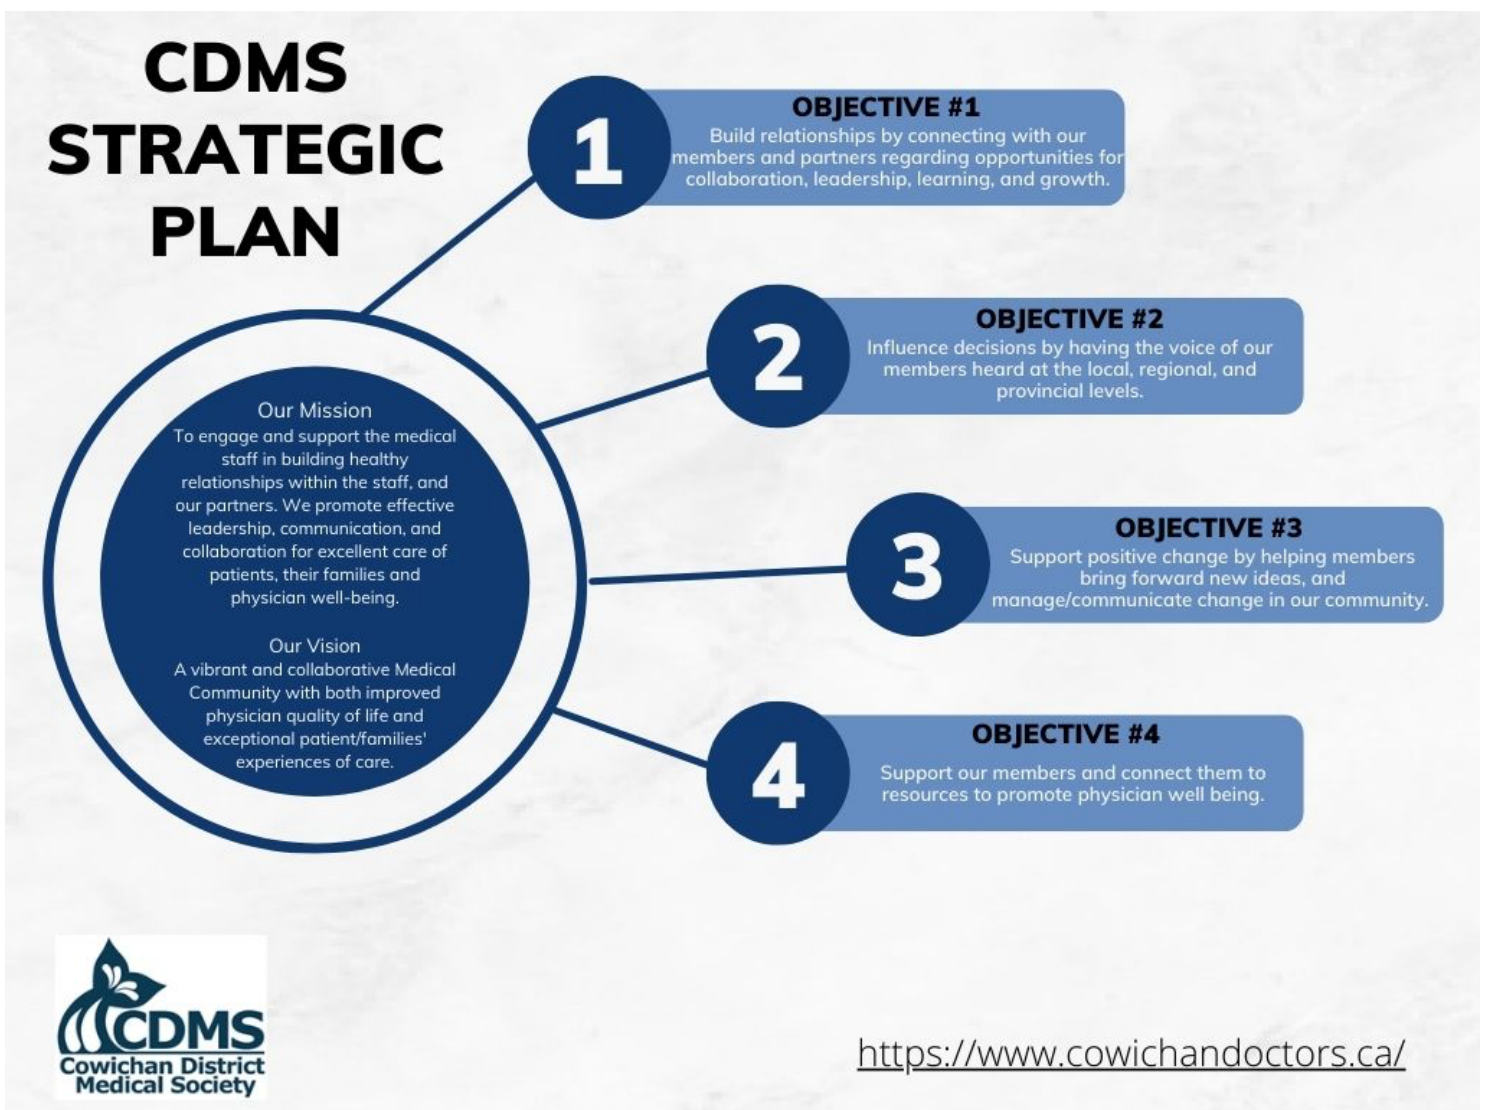 CDMS
STRATEGIC
PLAN
1
OBJECTIVE #1
Build relationships by connecting with our
members and partners regarding opportunities for
collaboration, leadership, learning, and growth.
2
OBJECTIVE #2
Influence decisions by having the voice of our
members heard at the local, regional, and
provincial levels.
Our Mission
To engage and support the medical
staff in building healthy
relationships within the staff, and
our partners. We promote effective
leadership, communication, and
collaboration for excellent care of
patients, their families and
physician well-being.
Our Vision
A vibrant and collaborative Medical
Community with both improved
physician quality of life and
exceptional patient/families'
experiences of care.
3
OBJECTIVE #3
Support positive change by helping members
bring forward new ideas, and
manage/communicate change in our community.
4
OBJECTIVE #4
Support our members and connect them to
resources to promote physician well being.
CDMS
Cowichan District
Medical Society
https://www.cowichandoctors.ca/